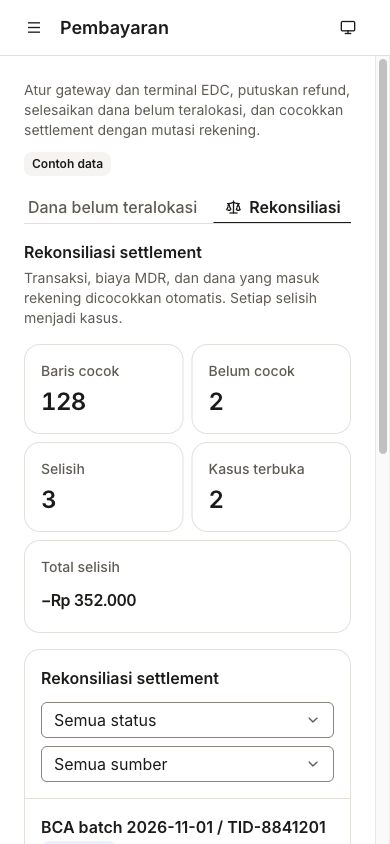 Pembayaran
Atur gateway dan terminal EDC, putuskan refund,
selesaikan dana belum teralokasi, dan cocokkan
settlement dengan mutasi rekening.
Contoh data
Dana belum teralokasi
Rekonsiliasi
Rekonsiliasi settlement
Transaksi, biaya MDR, dan dana yang masuk
rekening dicocokkan otomatis. Setiap selisih
menjadi kasus.
Baris cocok
128
Belum cocok
2
Selisih
3
Kasus terbuka
2
Total selisih
−Rp 352.000
Rekonsiliasi settlement
Semua status
Semua sumber
BCA batch 2026-11-01 / TID-8841201